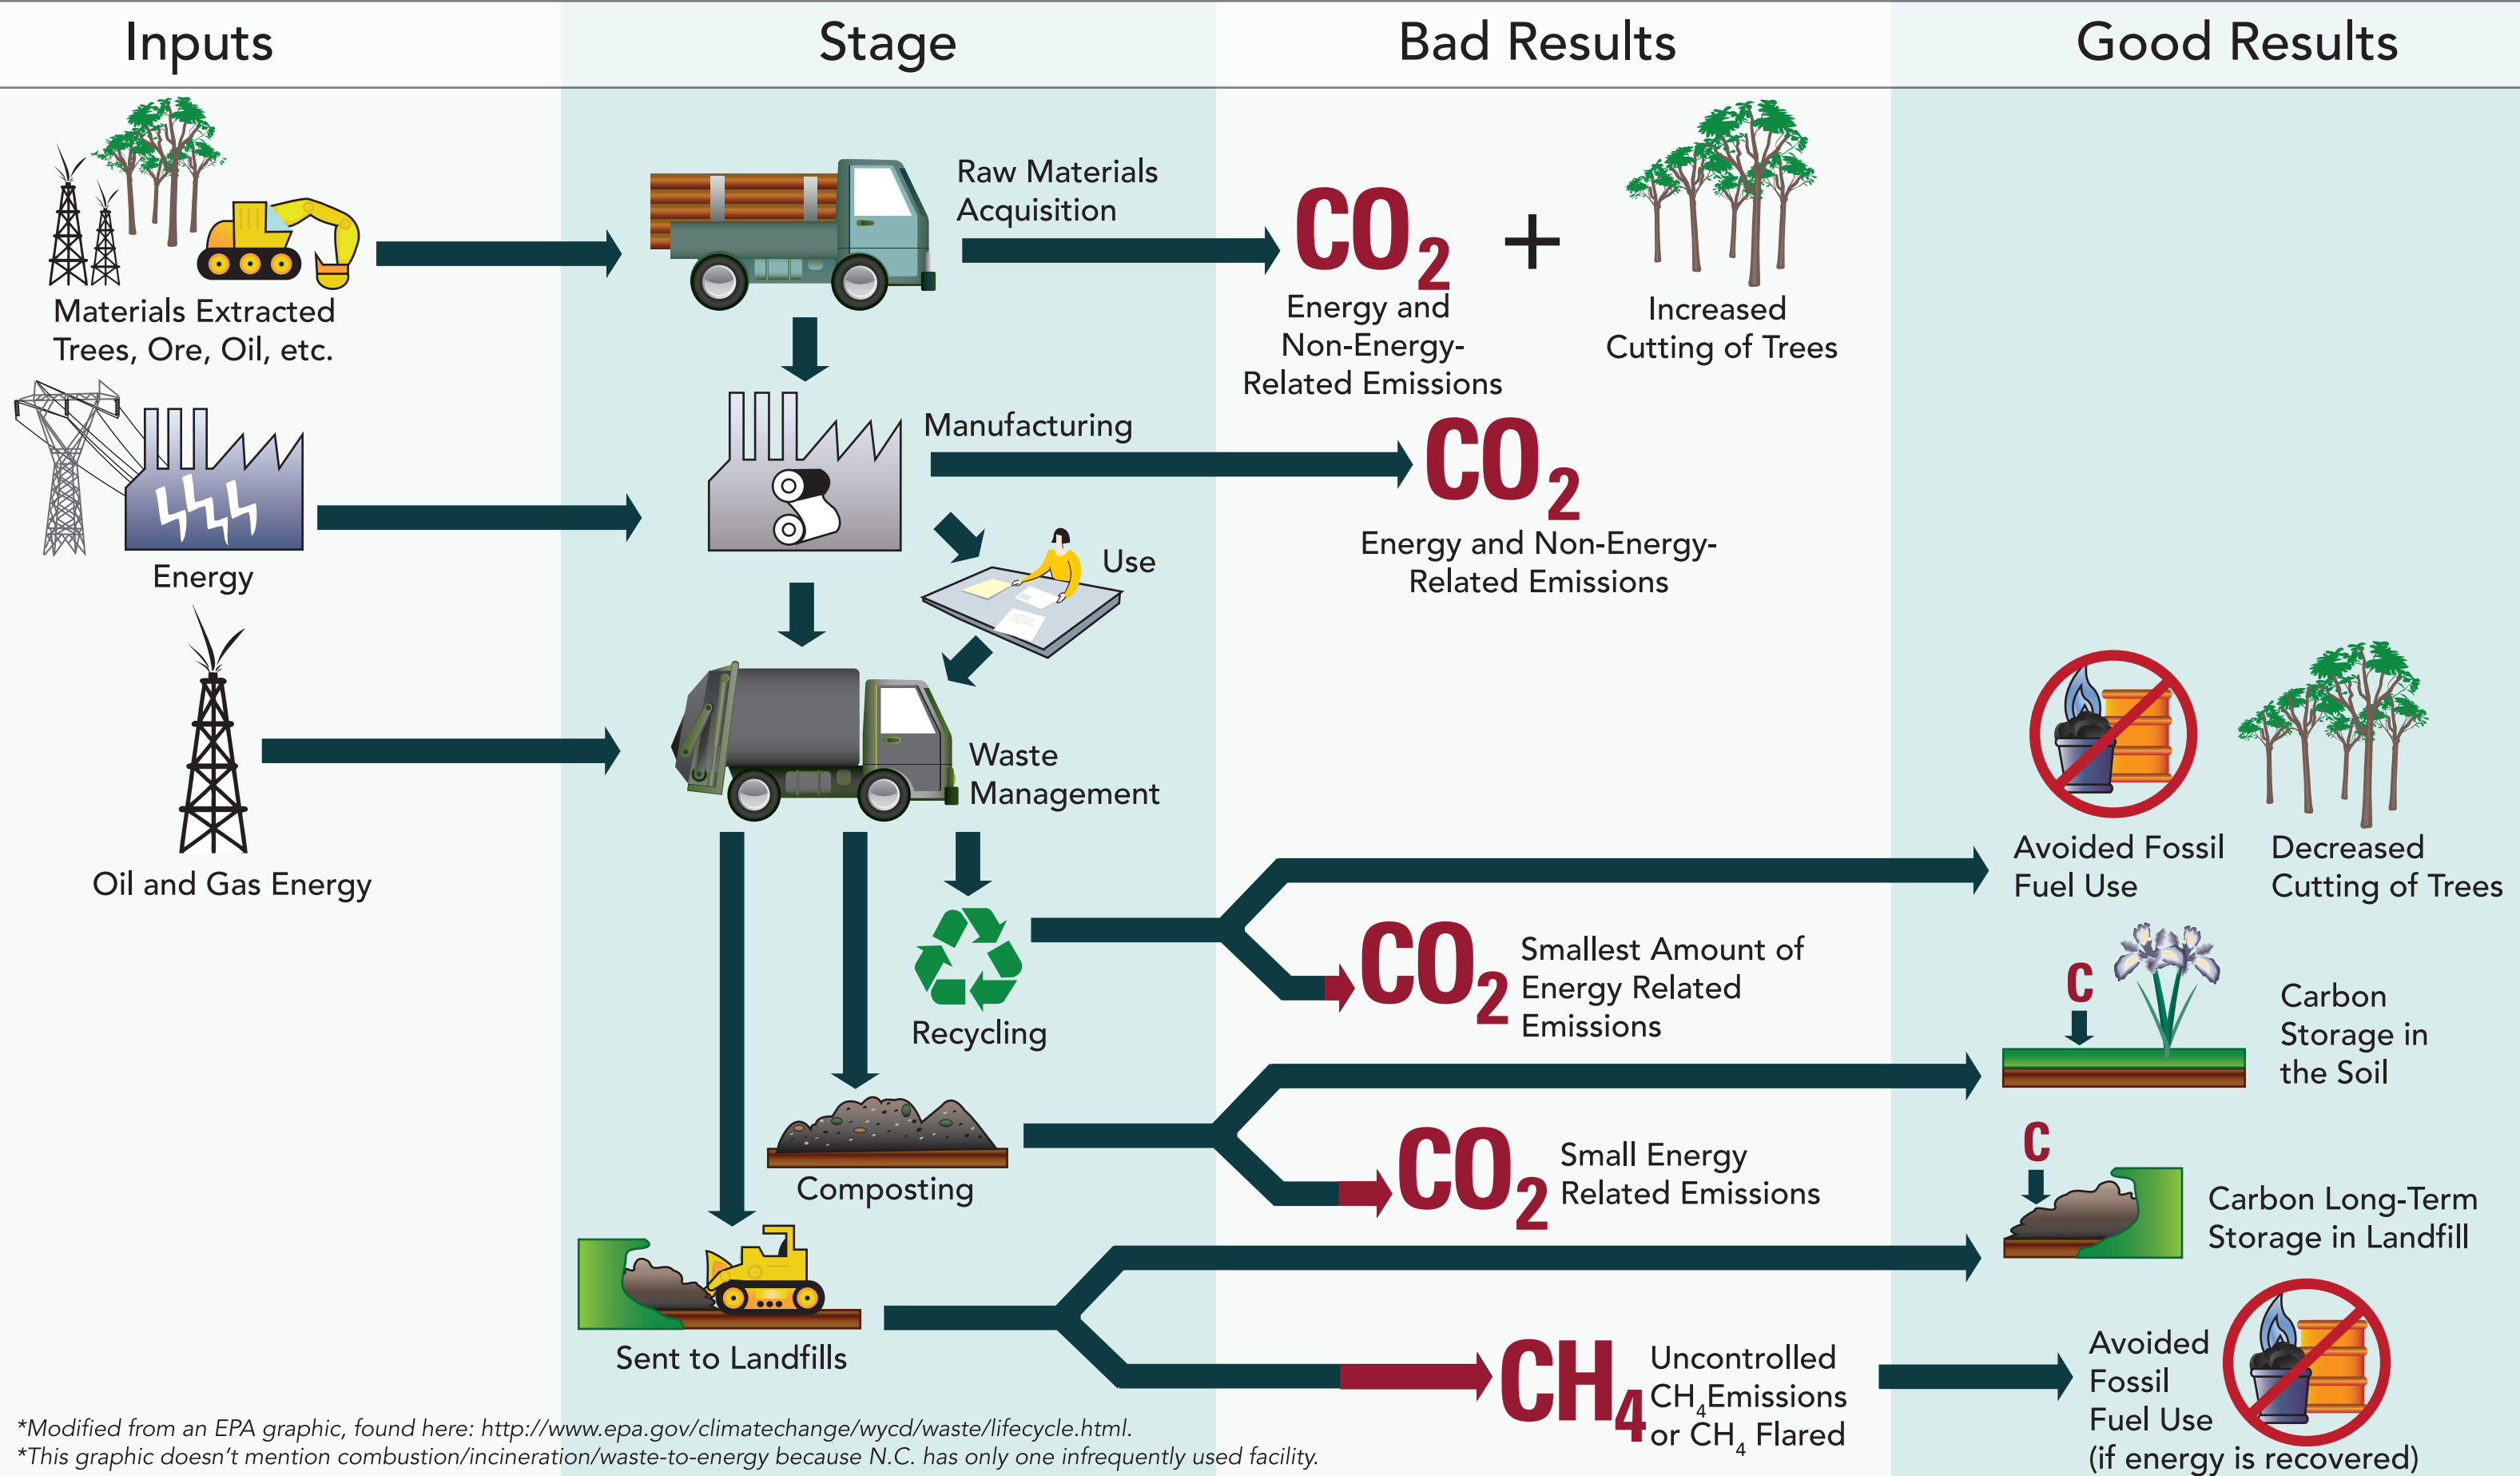 Inputs
Stage
Bad Results
Good Results
Materials Extracted
Trees, Ore, Oil, etc.
Raw Materials
Acquisition
CO2
Energy and
Non-Energy-
Related Emissions
+
Increased
Cutting of Trees
Energy
Manufacturing
CO2
Energy and Non-Energy-
Related Emissions
Use
Oil and Gas Energy
Waste
Management
Avoided Fossil
Fuel Use
Decreased
Cutting of Trees
Recycling
CO2
Smallest Amount of
Energy Related
Emissions
C
Carbon
Storage in
the Soil
Composting
CO2
Small Energy
Related Emissions
C
Carbon Long-Term
Storage in Landfill
Sent to Landfills
CH4
Uncontrolled
CH4Emissions
or CH4 Flared
Avoided
Fossil
Fuel Use
(if energy is recovered)
*Modified from an EPA graphic, found here: http://www.epa.gov/climatechange/wycd/waste/lifecycle.html.
*This graphic doesn't mention combustion/incineration/waste-to-energy because N.C. has only one infrequently used facility.